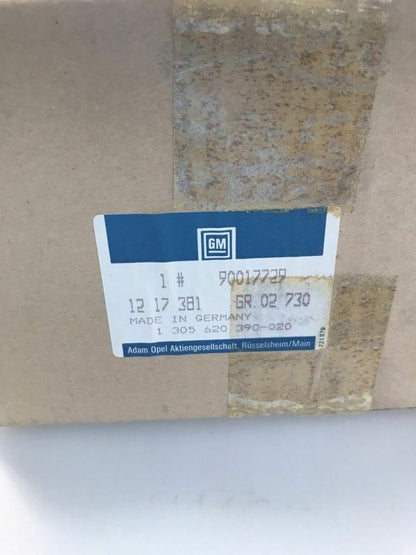 GM
1 # 90017729
12 17 381 GR. 02 730
MADE IN GERMANY
1 305 620 390-020
Adam Opel Aktiengesellschaft, Rüsselsheim/Main